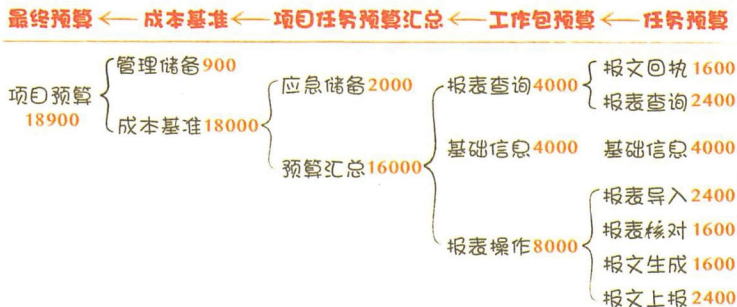 最终预算 ← 成本基准 ← 项目任务预算汇总 ← 工作包预算 ← 任务预算
管理储备900
项目预算
18900
成本基准18000
应急储备2000
预算汇总16000
报表查询4000
基础信息4000
报表操作8000
报文回执1600
报表查询2400
基础信息4000
报表导入2400
报表核对1600
报文生成1600
报文上报2400